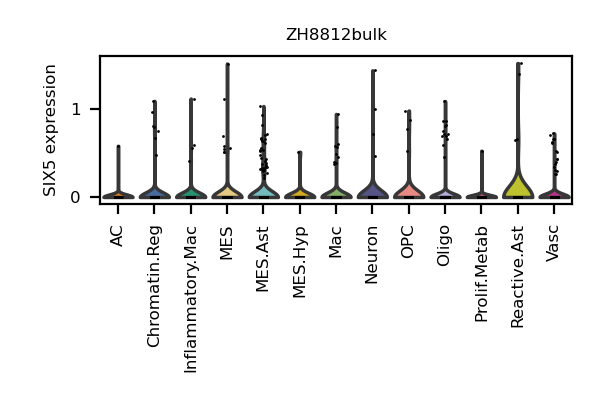 ZH8812bulk
SIX5 expression
1
0
AC
Chromatin.Reg
Inflammatory.Mac
MES
MES.Ast
MES.Hyp
Mac
Neuron
OPC
Oligo
Prolif.Metab
Reactive.Ast
Vasc